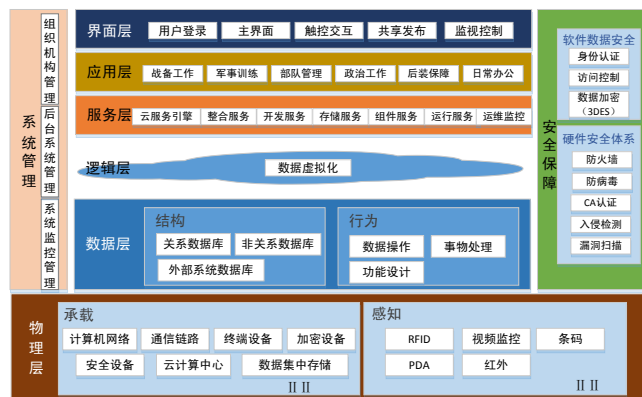 系统管理
组织机构管理
后台系统管理
系统监控管理
界面层
用户登录
主界面
触控交互
共享发布
监视控制
应用层
战备工作
军事训练
部队管理
政治工作
后装保障
日常办公
服务层
云服务引擎
整合服务
开发服务
存储服务
组件服务
运行服务
运维监控
逻辑层
数据虚拟化
数据层
结构
关系数据库
非关系数据库
外部系统数据库
行为
数据操作
事物处理
功能设计
安全保障
软件数据安全
身份认证
访问控制
数据加密
（3DES）
硬件安全体系
防火墙
防病毒
CA认证
入侵检测
漏洞扫描
物理层
承载
计算机网络
通信链路
终端设备
加密设备
安全设备
云计算中心
数据集中存储
II II
感知
RFID
视频监控
条码
PDA
红外
II II